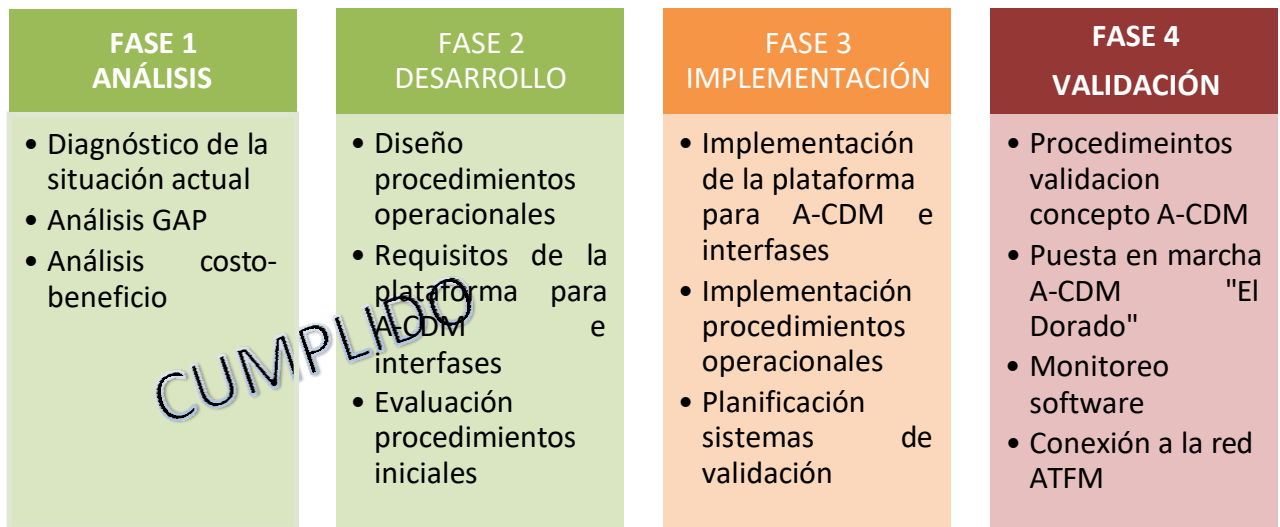 FASE 1
ANÁLISIS
• Diagnóstico de la
situación actual
• Análisis GAP
• Análisis costo-
beneficio
FASE 2
DESARROLLO
• Diseño
procedimientos
operacionales
• Requisitos de la
plataforma para
A-CDM e
interfases
• Evaluación
procedimientos
iniciales
CUMPLIDO
FASE 3
IMPLEMENTACIÓN
• Implementación
de la plataforma
para A-CDM e
interfases
• Implementación
procedimientos
operacionales
• Planificación
sistemas de
validación
FASE 4
VALIDACIÓN
• Procedimeintos
validacion
concepto A-CDM
• Puesta en marcha
A-CDM "El
Dorado"
• Monitoreo
software
• Conexión a la red
ATFM